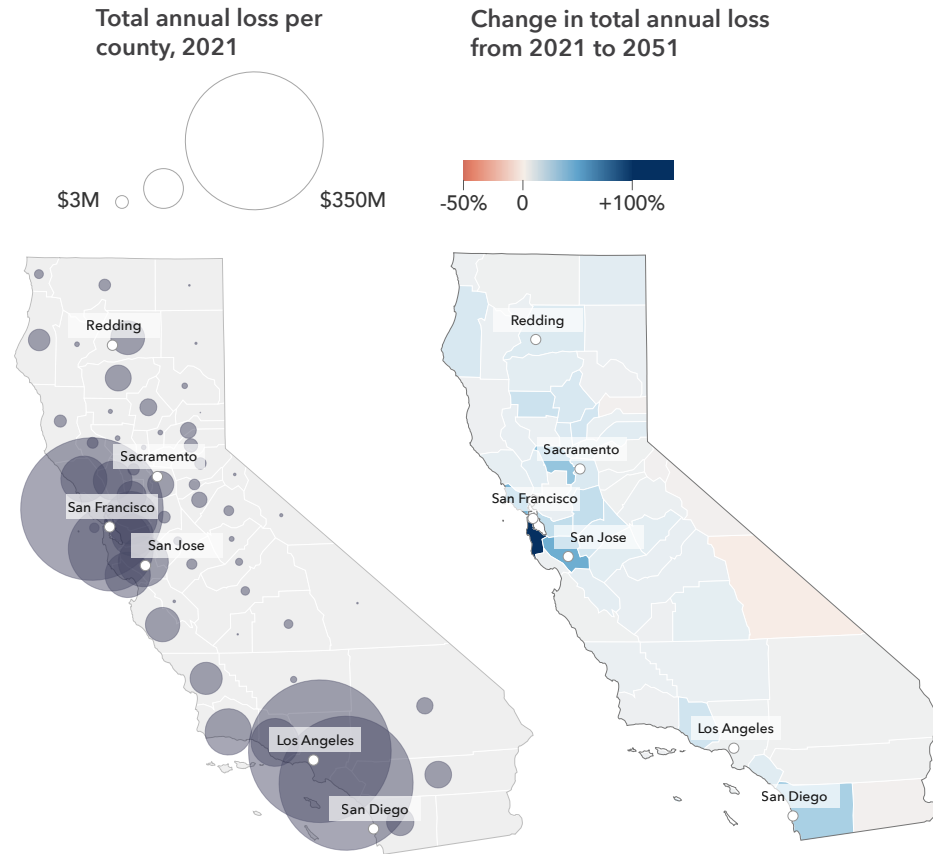 Total annual loss per
county, 2021
$3M
$350M
Redding
Sacramento
San Francisco
San Jose
Los Angeles
San Diego
Change in total annual loss
from 2021 to 2051
-50%
0
+100%
Redding
Sacramento
San Francisco
San Jose
Los Angeles
San Diego